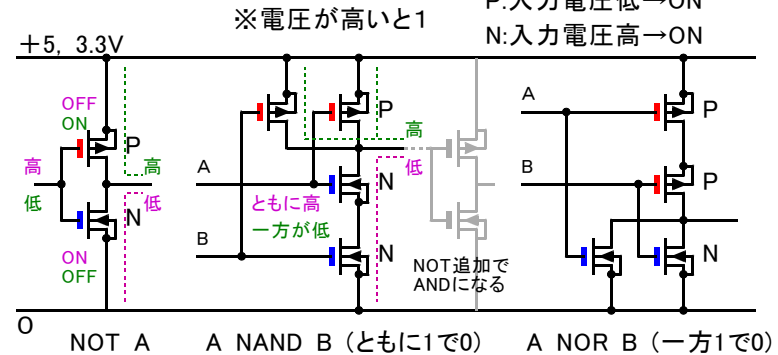 ※電圧が高いと1
P:入力電圧低→ON
N:入力電圧高→ON
+5, 3.3V
OFF
ON
P
高
低
高
低
N
ON
OFF
A
B
P
高
低
N
ともに高
一方が低
N
NOT追加で
ANDになる
A
B
P
P
N
0
NOT A
A NAND B (ともに1で0)
A NOR B (一方1で0)